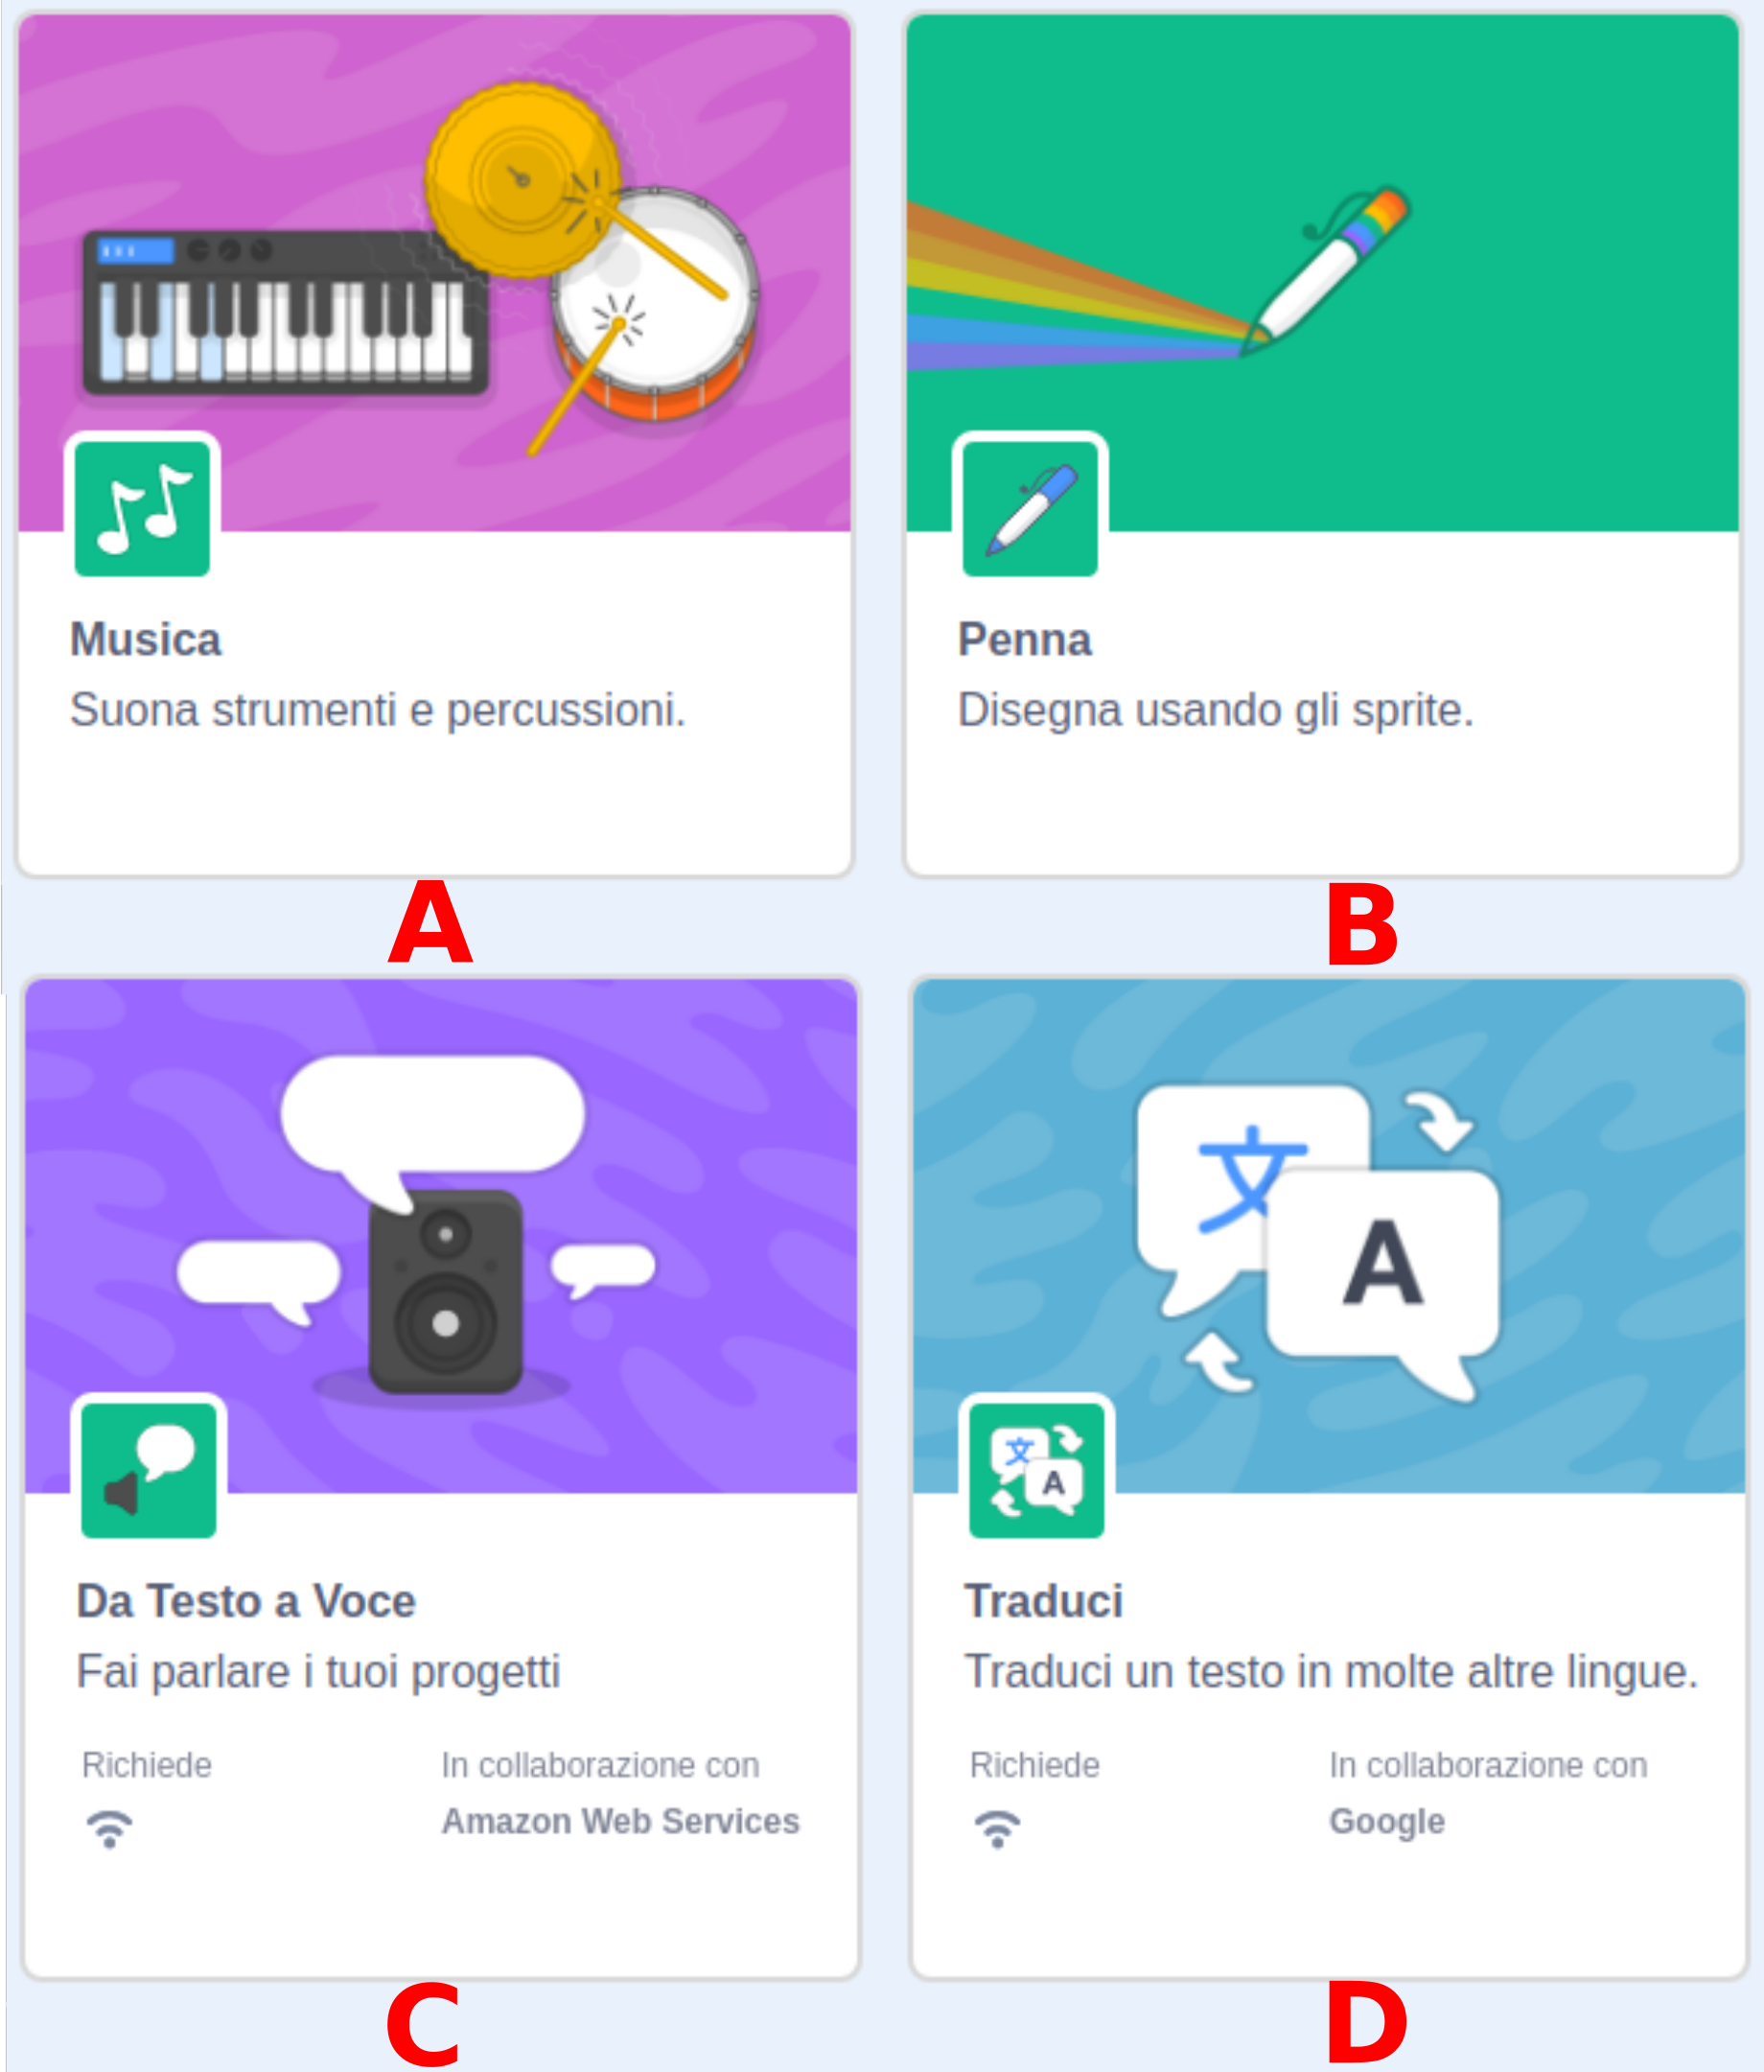 Musica
Suona strumenti e percussioni.
Penna
Disegna usando gli sprite.
A
B
文
A
文
A
Da Testo a Voce
Fai parlare i tuoi progetti
Richiede
In collaborazione con
Amazon Web Services
Traduci
Traduci un testo in molte altre lingue.
Richiede
In collaborazione con
Google
C
D